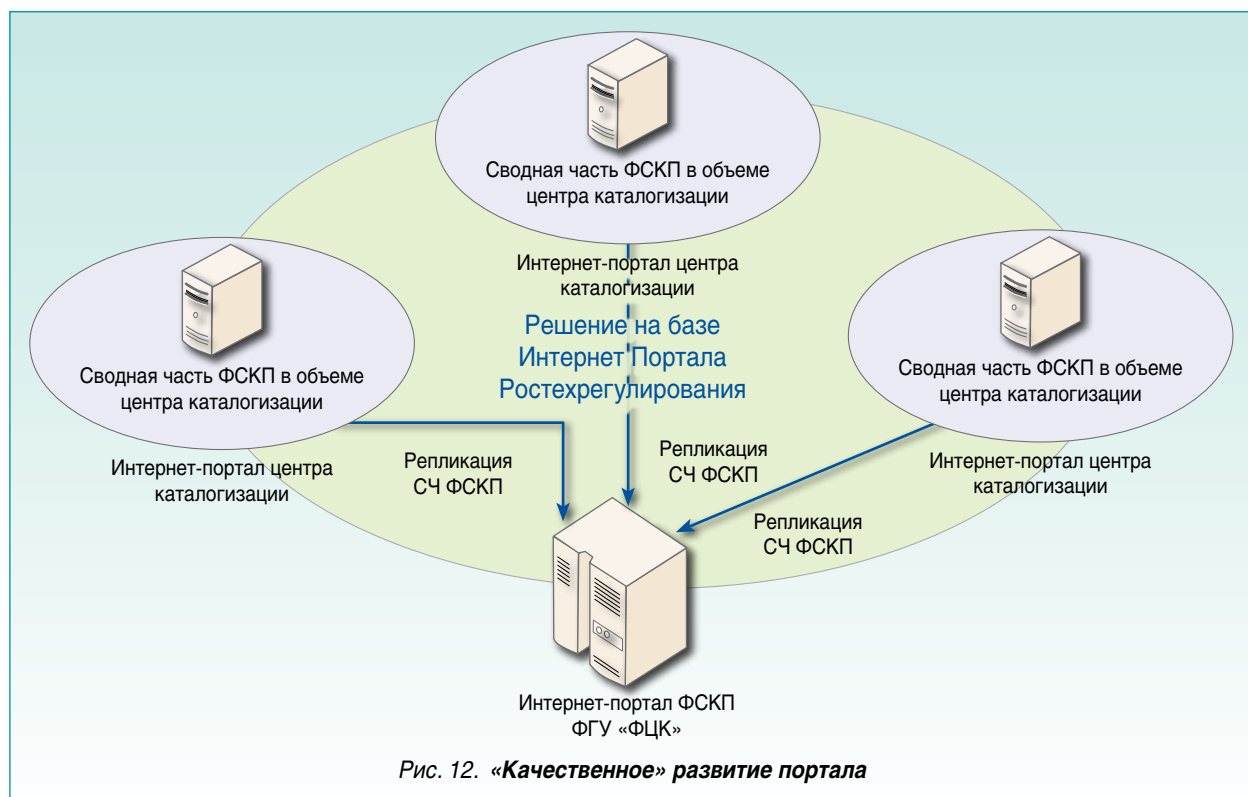 Сводная часть ФСКП в объеме
центра каталогизации
Интернет-портал центра
каталогизации
Решение на базе
Интернет Портала
Ростехрегулирования
Сводная часть ФСКП в объеме
центра каталогизации
Интернет-портал центра
каталогизации
Сводная часть ФСКП в объеме
центра каталогизации
Интернет-портал центра
каталогизации
Репликация
СЧ ФСКП
Репликация
СЧ ФСКП
Репликация
СЧ ФСКП
Интернет-портал ФСКП
ФГУ «ФЦК»
Рис. 12. «Качественное» развитие портала